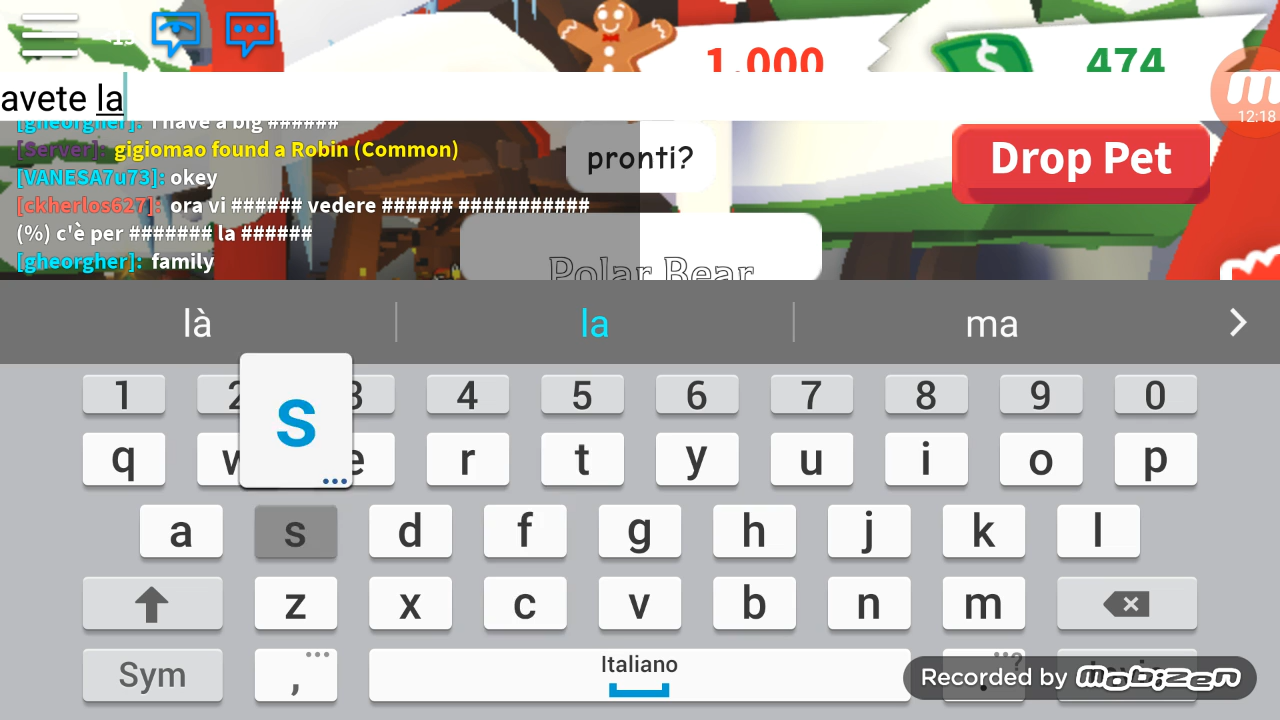 1,000
474
avete la
12:18
[gheorgher]: I have a big ######
[Server]: gigiomao found a Robin (Common)
[VANESA7u73]: okey
[ckherlos627]: ora vi ###### vedere ###### ###########
(%) c'è per ####### la ######
[gheorgher]: family
pronti?
Polar Bear
Drop Pet
là la ma
1 2 3 4 5 6 7 8 9 0
S
q w e r t y u i o p
a s d f g h j k l
z x c v b n m
Sym , Italiano
Recorded by mobizen